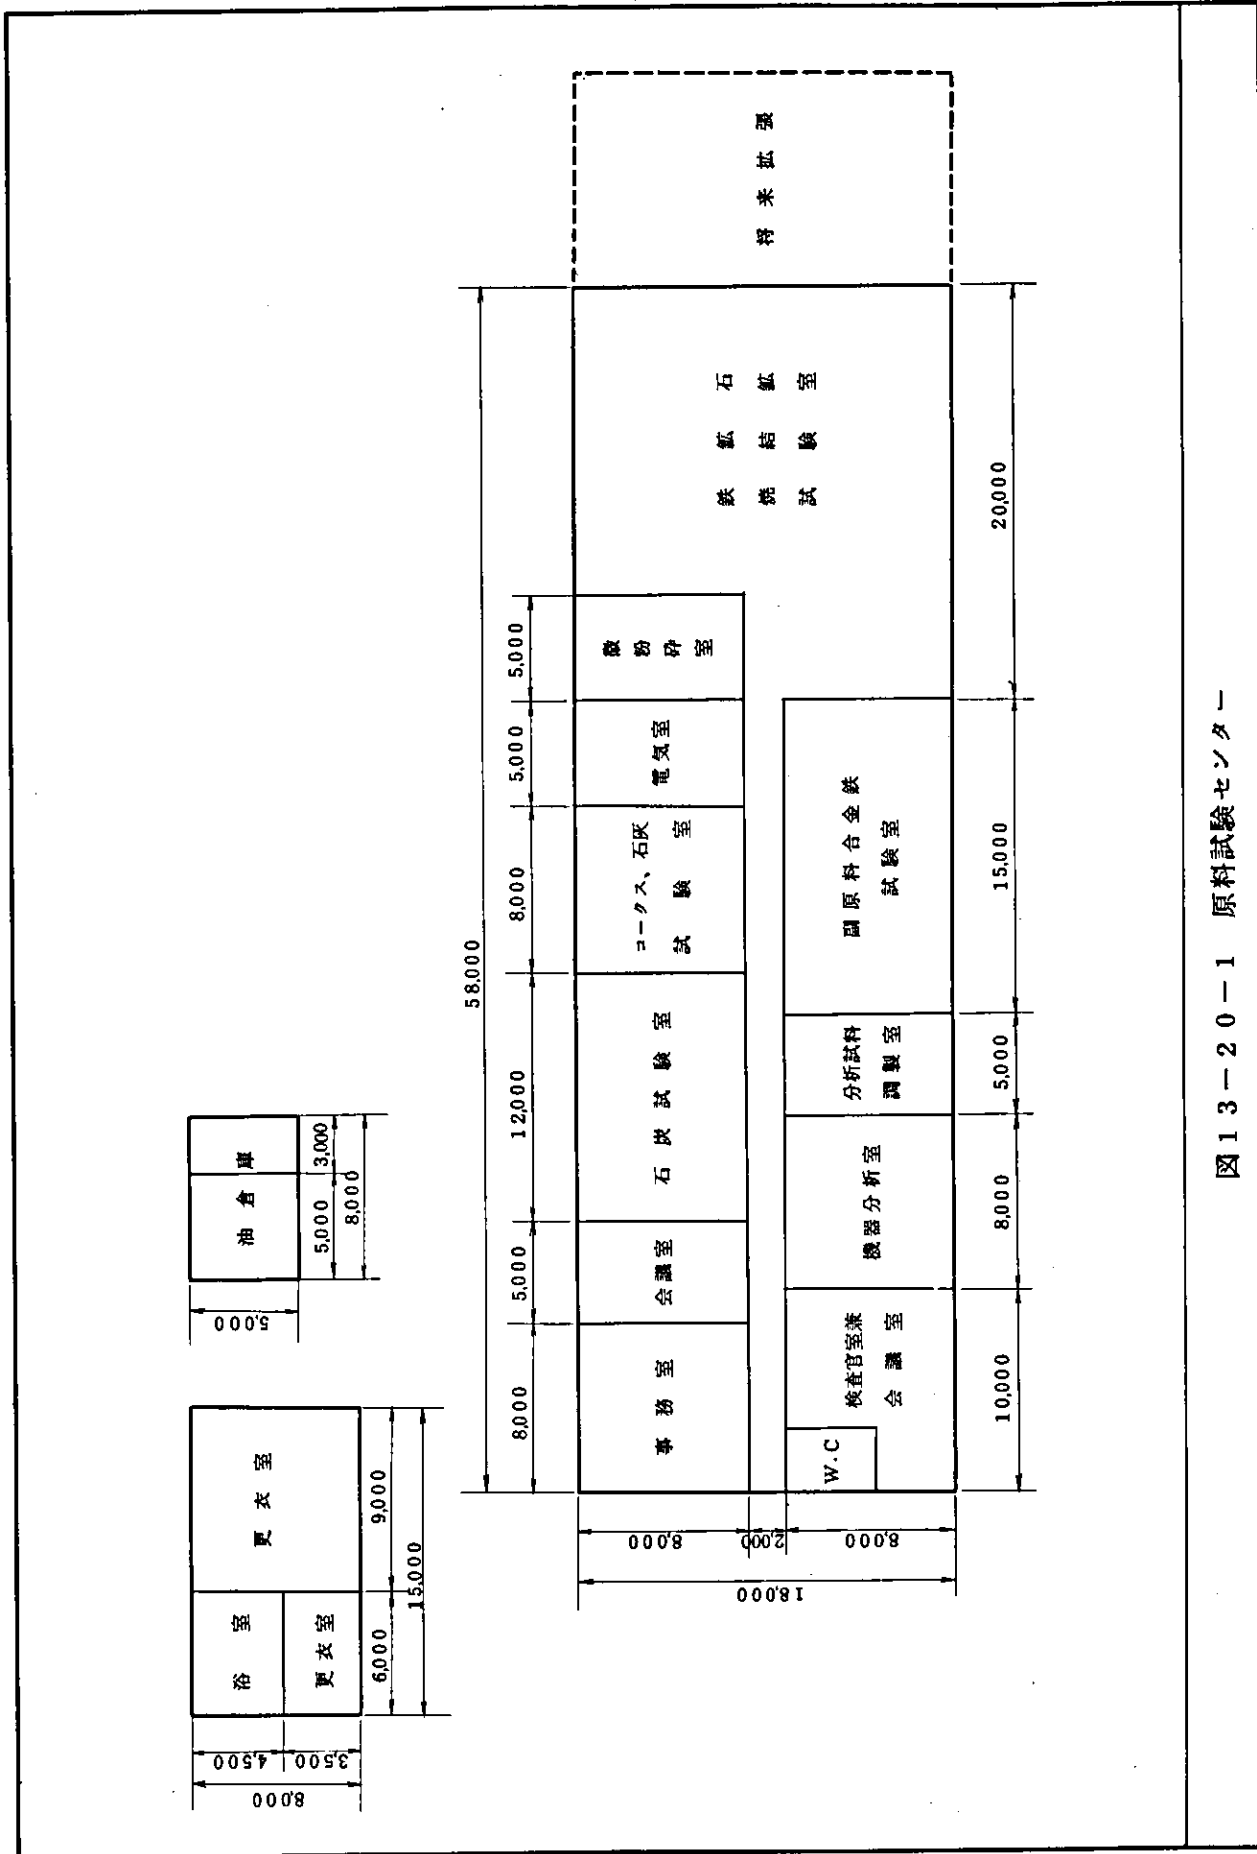 油倉庫
5,000
3,000
8,000
5,000
浴室
更衣室
更衣室
6,000
9,000
15,000
4,500
3,500
8,000
58,000
8,000
5,000
12,000
8,000
5,000
5,000
事務室
会議室
石炭試験室
コークス、石灰
試験室
電気室
微粉砕室
鉄鉱石
焼結鉱
試験室
将来拡張
W.C
検査官室兼
会議室
機器分析室
分析試料
調製室
副原料合金鉄
試験室
8,000
2,000
8,000
18,000
10,000
8,000
5,000
15,000
20,000
図13-20-1 原料試験センター